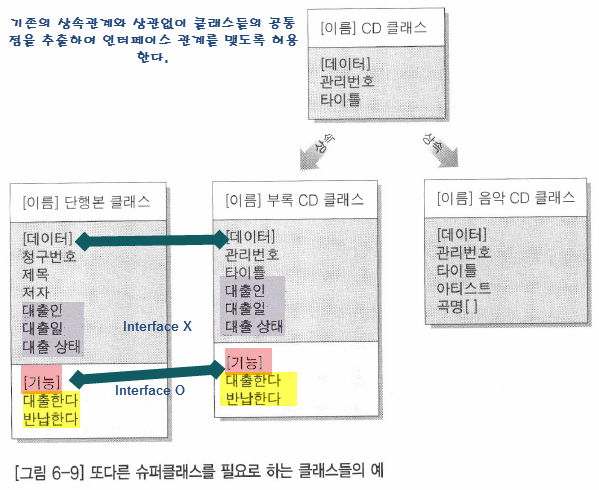 기존의 상속관계와 상관없이 클래스들의 공통
점을 추출하여 인터페이스 관계를 맺도록 허용
한다.
[이름] CD 클래스
[데이터]
관리번호
타이틀
상속
상속
[이름] 단행본 클래스
[데이터]
청구번호
제목
저자
대출인
대출일
대출 상태
[기능]
대출한다
반납한다
[이름] 부록 CD 클래스
[데이터]
관리번호
타이틀
대출인
대출일
대출 상태
[기능]
대출한다
반납한다
[이름] 음악 CD 클래스
[데이터]
관리번호
타이틀
아티스트
곡명[ ]
Interface X
Interface O
[그림 6-9] 또다른 슈퍼클래스를 필요로 하는 클래스들의 예